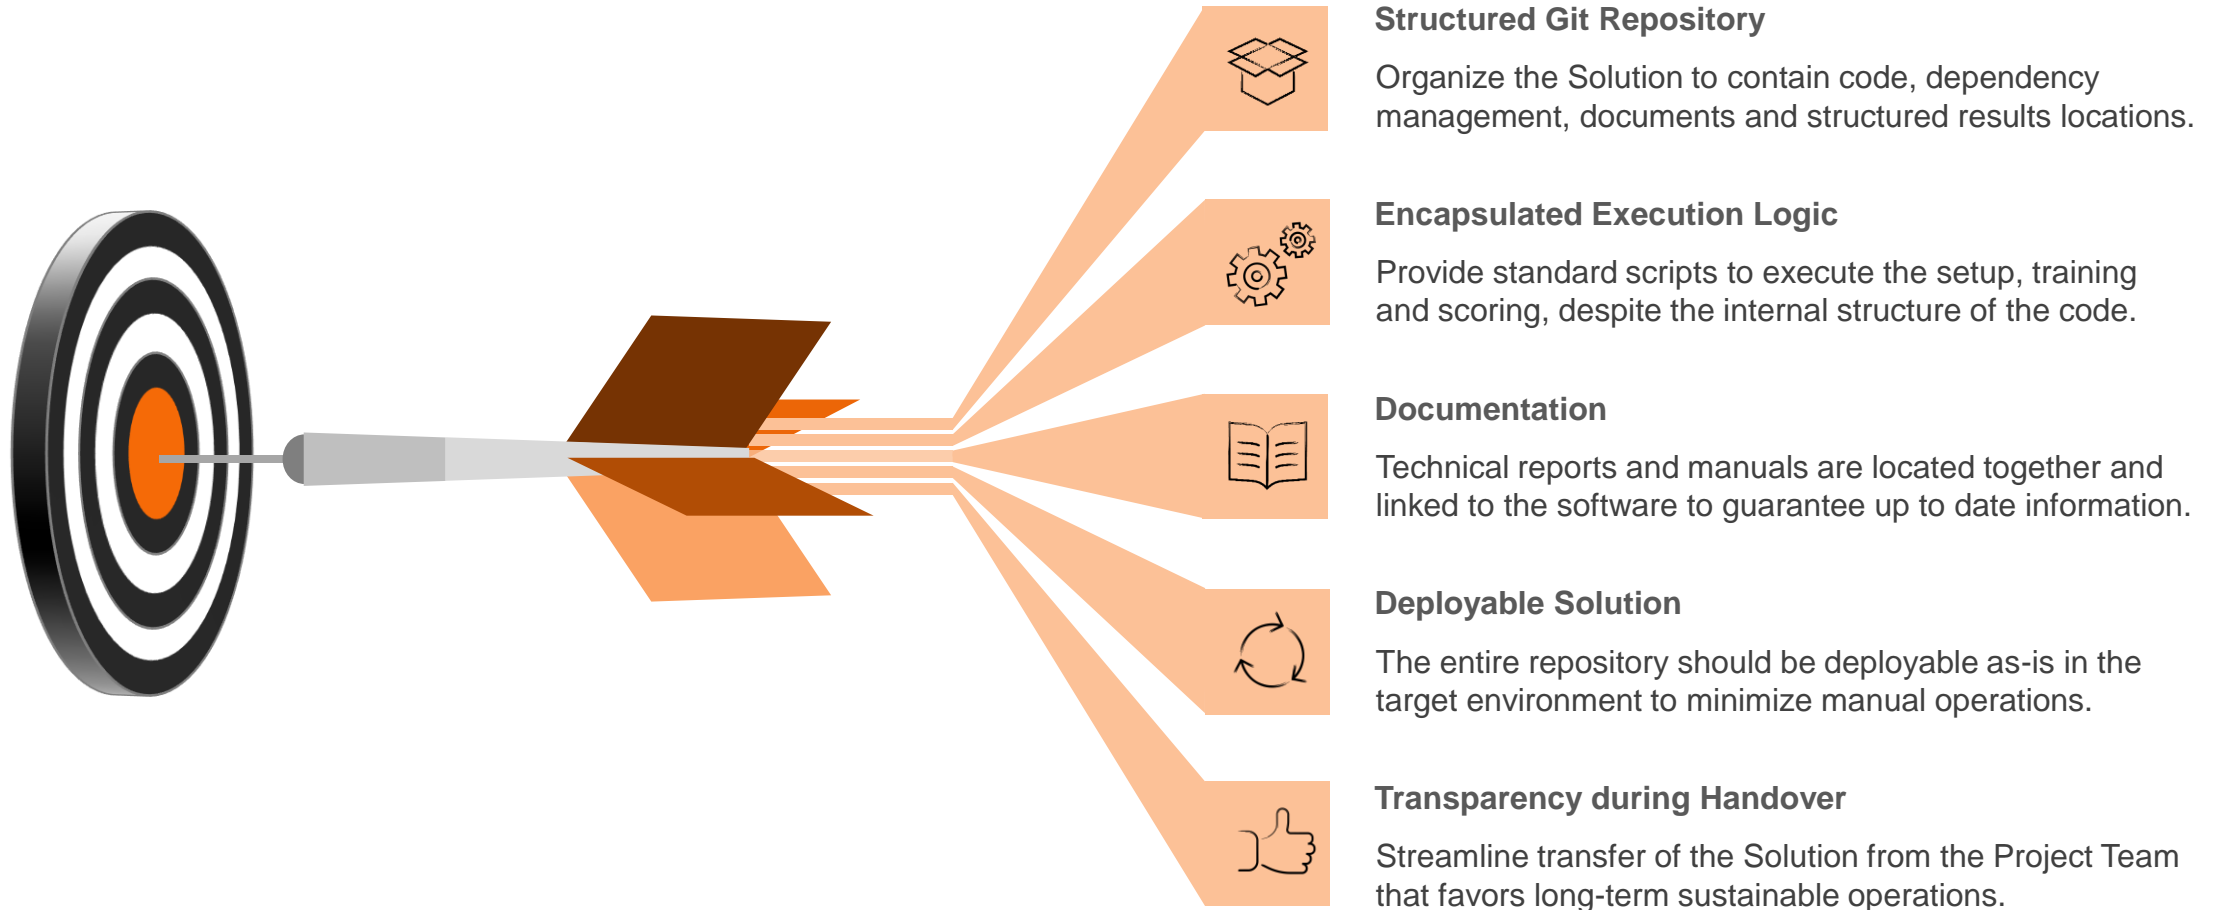 Structured Git Repository
Organize the Solution to contain code, dependency
management, documents and structured results locations.
Encapsulated Execution Logic
Provide standard scripts to execute the setup, training
and scoring, despite the internal structure of the code.
Documentation
Technical reports and manuals are located together and
linked to the software to guarantee up to date information.
Deployable Solution
The entire repository should be deployable as-is in the
target environment to minimize manual operations.
Transparency during Handover
Streamline transfer of the Solution from the Project Team
that favors long-term sustainable operations.